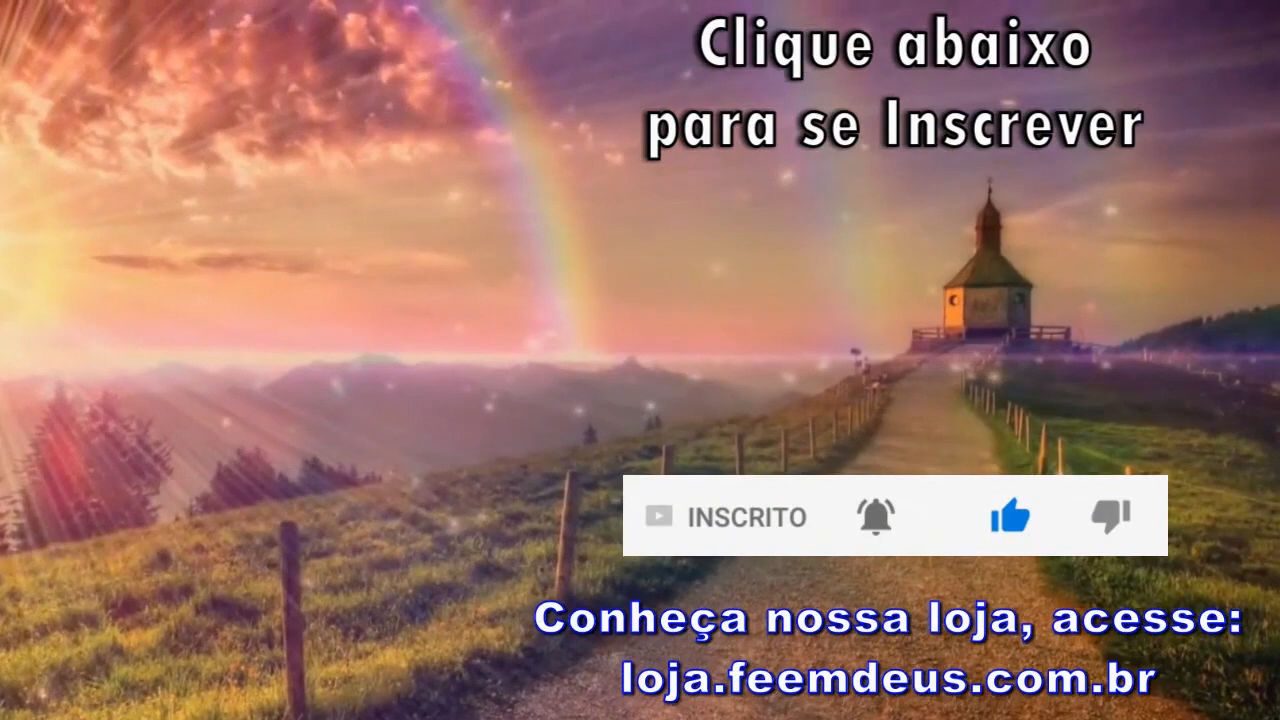 Clique abaixo
para se Inscrever
INSCRITO
Conheça nossa loja, acesse:
loja.feemdeus.com.br